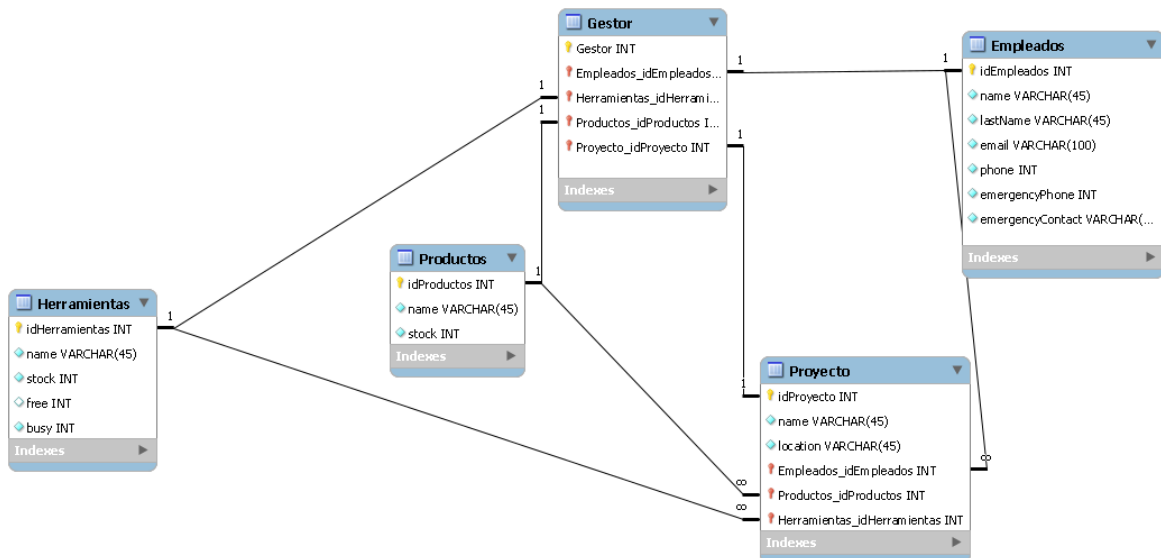 Gestor
Gestor INT
Empleados_idEmpleados...
Herramientas_idHerrami...
Productos_idProductos I...
Proyecto_idProyecto INT
Indexes
Empleados
idEmpleados INT
name VARCHAR(45)
lastName VARCHAR(45)
email VARCHAR(100)
phone INT
emergencyPhone INT
emergencyContact VARCHAR(...
Indexes
Productos
idProductos INT
name VARCHAR(45)
stock INT
Indexes
Herramientas
idHerramientas INT
name VARCHAR(45)
stock INT
free INT
busy INT
Indexes
Proyecto
idProyecto INT
name VARCHAR(45)
location VARCHAR(45)
Empleados_idEmpleados INT
Productos_idProductos INT
Herramientas_idHerramientas INT
Indexes
1
1
1
1
1
1
1
1
∞
∞
∞